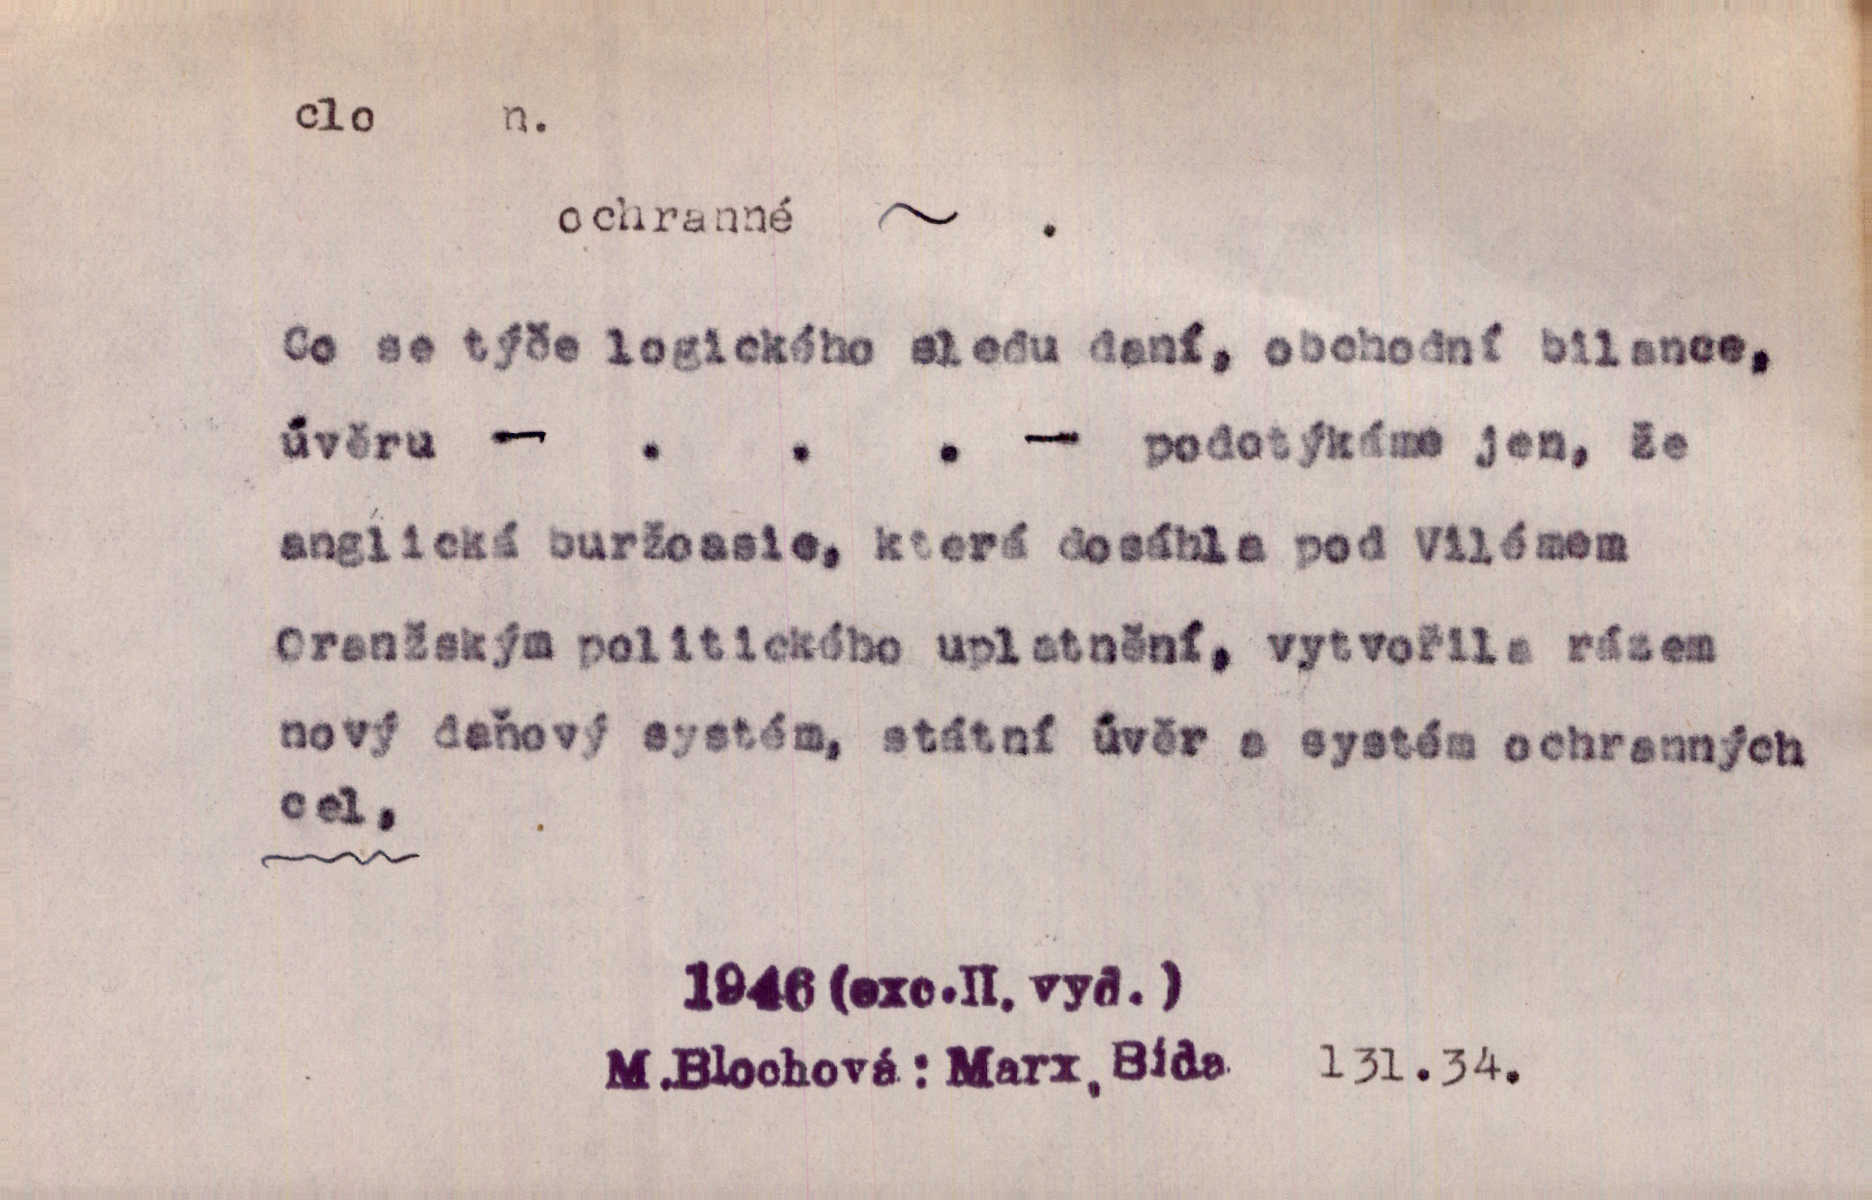 clo n.
ochranné ~ .
Co se týče logického sledu daní, obchodní bilance,
úvěru — . . . — podotýkáme jen, že
anglická buržoasie, která dosáhla pod Vilémem
Oranžským politického uplatnění, vytvořila rázem
nový daňový systém, státní úvěr a systém ochranných
cel,
1946 (exc.II. vyd.)
M.Blochová: Marx, Bída 131.34.